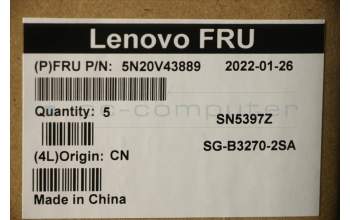 Lenovo FRU
(P)FRU P/N: 5N20V43889 2022-01-26
Quantity: 5
SN5397Z
SG-B3270-2SA
(4L)Origin: CN
Made in China